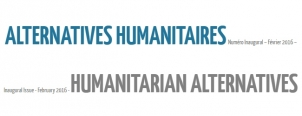 ALTERNATIVES HUMANITAIRES Numéro Inaugural – Février 2016 –
Inaugural Issue - February 2016 - HUMANITARIAN ALTERNATIVES